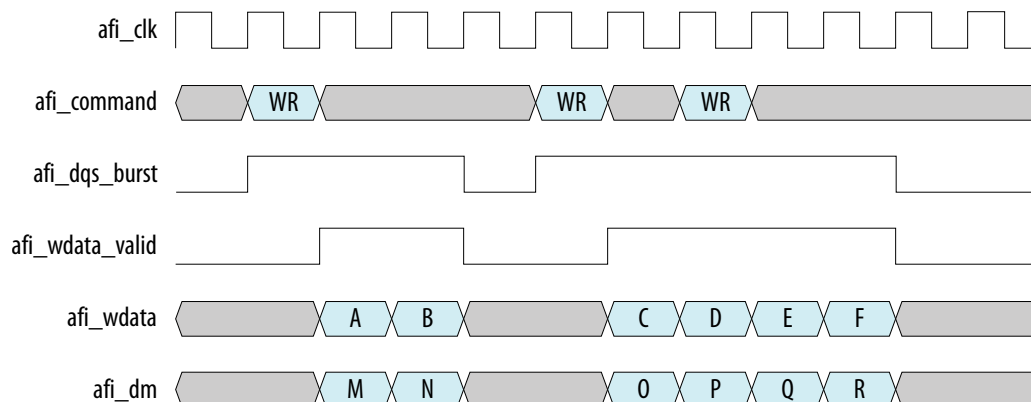 afi_clk
afi_command WR WR WR
afi_dqs_burst
afi_wdata_valid
afi_wdata A B C D E F
afi_dm M N O P Q R